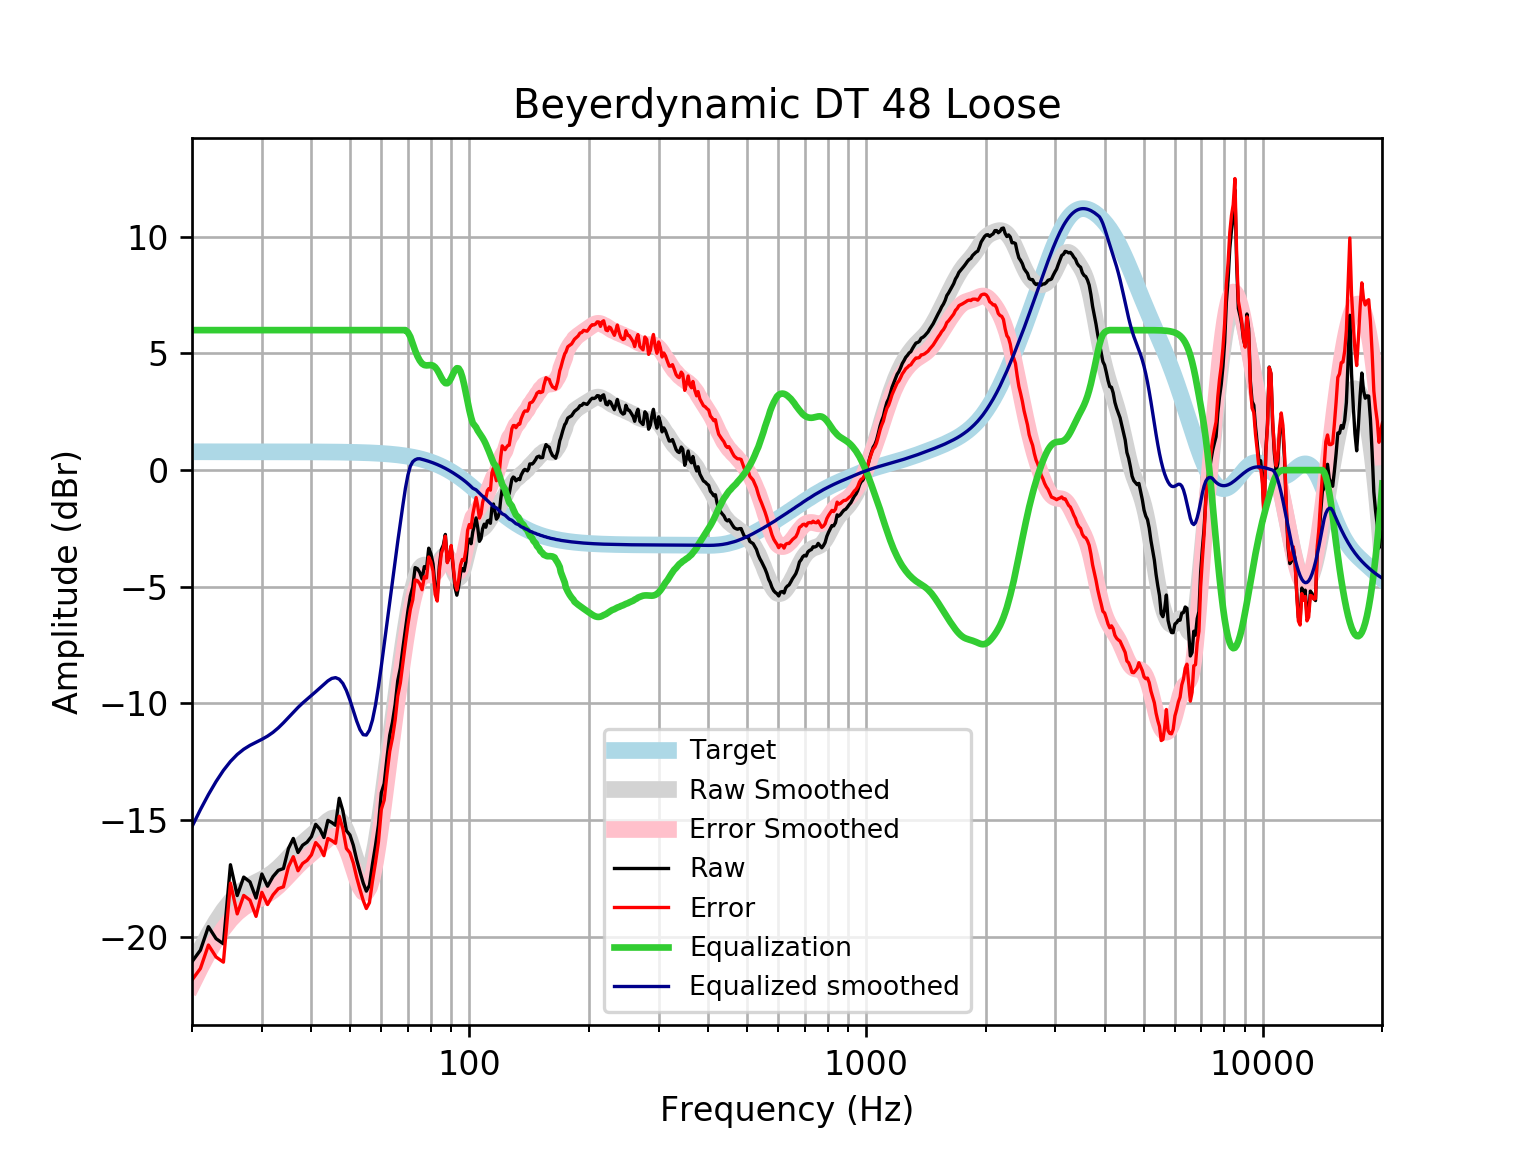 Beyerdynamic DT 48 Loose
10
5
0
−5
−10
−15
−20
Amplitude (dBr)
Target
Raw Smoothed
Error Smoothed
Raw
Error
Equalization
Equalized smoothed
100
1000
10000
Frequency (Hz)